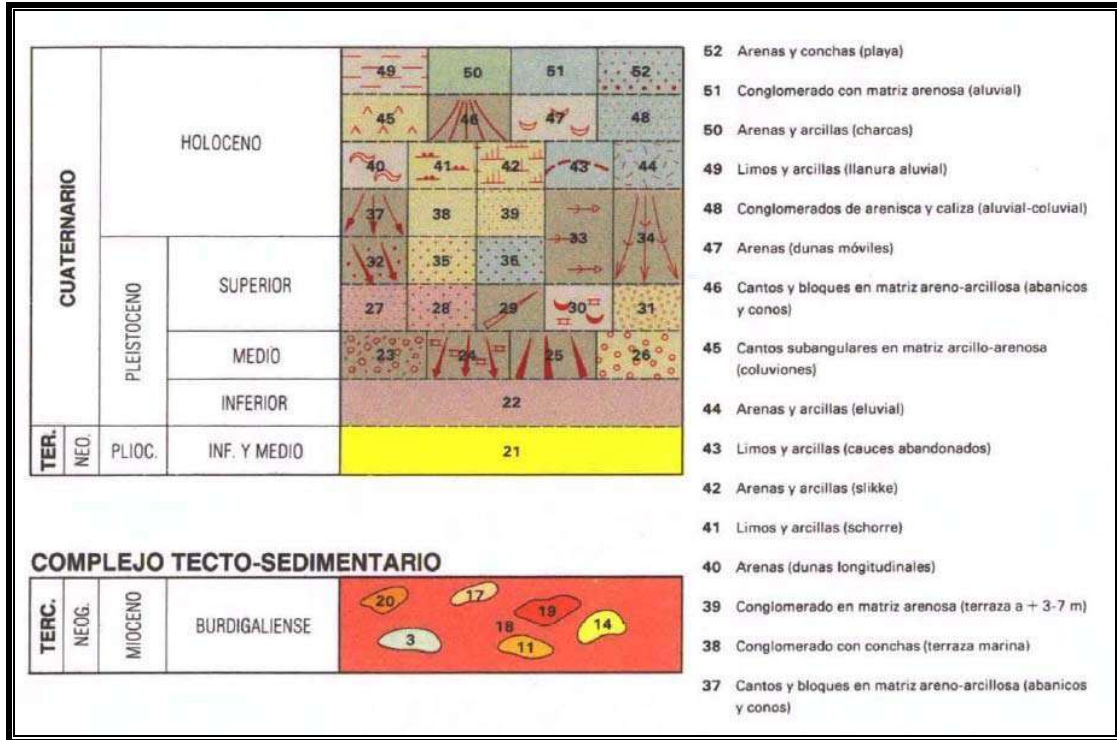 CUATERNARIO
HOLOCENO
PLEISTOCENO
SUPERIOR
MEDIO
INFERIOR
TER.
NEO.
PLIOC.
INF. Y MEDIO
49 50 51 52
45 46 47 48
40 41 42 43 44
37 38 39 33 34
32 35 36
27 28 29 30 31
23 24 25 26
22
21
COMPLEJO TECTO-SEDIMENTARIO
TERC.
NEOG.
MIOCENO
BURDIGALIENSE
20 17 19 18 14
3 11
52 Arenas y conchas (playa)
51 Conglomerado con matriz arenosa (aluvial)
50 Arenas y arcillas (charcas)
49 Limos y arcillas (llanura aluvial)
48 Conglomerados de arenisca y caliza (aluvial-coluvial)
47 Arenas (dunas móviles)
46 Cantos y bloques en matriz areno-arcillosa (abanicos
y conos)
45 Cantos subangulares en matriz arcillo-arenosa
(coluviones)
44 Arenas y arcillas (eluvial)
43 Limos y arcillas (cauces abandonados)
42 Arenas y arcillas (slikke)
41 Limos y arcillas (schorre)
40 Arenas (dunas longitudinales)
39 Conglomerado en matriz arenosa (terraza a + 3-7 m)
38 Conglomerado con conchas (terraza marina)
37 Cantos y bloques en matriz areno-arcillosa (abanicos
y conos)